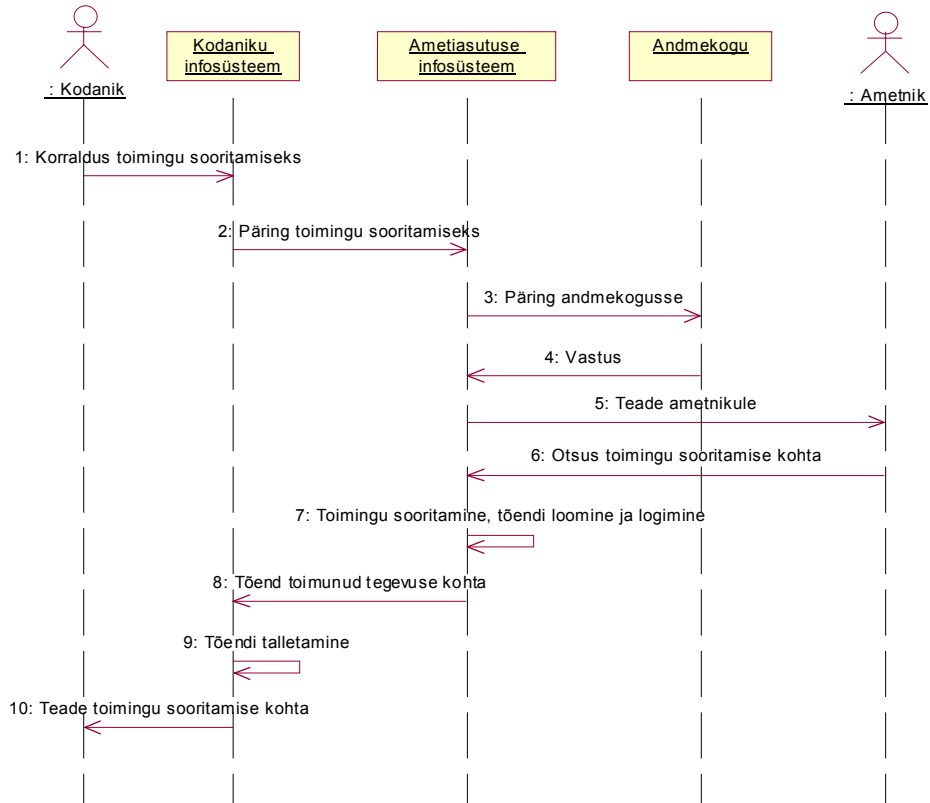 Kodaniku
infosüsteem
Ametiasutuse
infosüsteem
Andmekogu
: Kodanik
: Ametnik
1: Korraldus toimingu sooritamiseks
2: Päring toimingu sooritamiseks
3: Päring andmekogusse
4: Vastus
5: Teade ametnikule
6: Otsus toimingu sooritamise kohta
7: Toimingu sooritamine, tõendi loomine ja logimine
8: Tõend toimunud tegevuse kohta
9: Tõendi talletamine
10: Teade toimingu sooritamise kohta